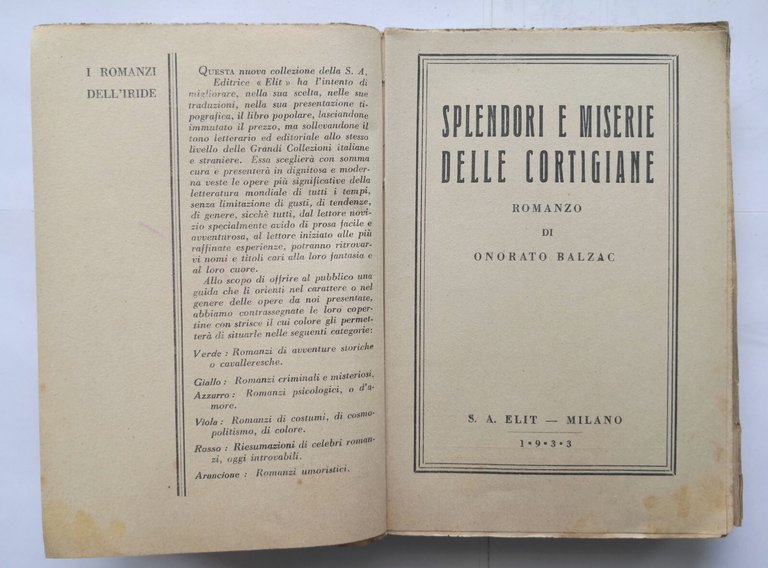 I ROMANZI
DELL'IRIDE
QUESTA nuova collezione della S. A.
Editrice « Elit » ha l'intento di
migliorare, nella sua scelta, nelle sue
traduzioni, nella sua presentazione ti-
pografica, il libro popolare, lasciandone
immutato il prezzo, ma sollevandone il
tono letterario ed editoriale allo stesso
livello delle Grandi Collezioni italiane
e straniere. Essa sceglierà con somma
cura e presenterà in dignitosa e moder-
na veste le opere più significative della
letteratura mondiale di tutti i tempi,
senza limitazione di gusti, di tendenze,
di genere, sicchè tutti, dal lettore novi-
zio specialmente avido di prosa facile e
avventurosa, al lettore iniziato alle più
raffinate esperienze, potranno ritrovar-
vi nomi e titoli cari alla loro fantasia e
al loro cuore.
Allo scopo di offrire al pubblico una
guida che li orienti nel carattere o nel
genere delle opere da noi presentate,
abbiamo contrassegnate le loro coper-
tine con strisce il cui colore gli permet-
terà di situarle nelle seguenti categorie:
Verde : Romanzi di avventure storiche
o cavalleresche.
Giallo : Romanzi criminali e misteriosi.
Azzurro : Romanzi psicologici, o d'a-
more.
Viola : Romanzi di costumi, di cosmo-
politismo, di colore.
Rosso : Riesumazioni di celebri roman-
zi, oggi introvabili.
Arancione : Romanzi umoristici.
SPLENDORI E MISERIE
DELLE CORTIGIANE
ROMANZO
DI
ONORATO BALZAC
S. A. ELIT — MILANO
1•9•3•3